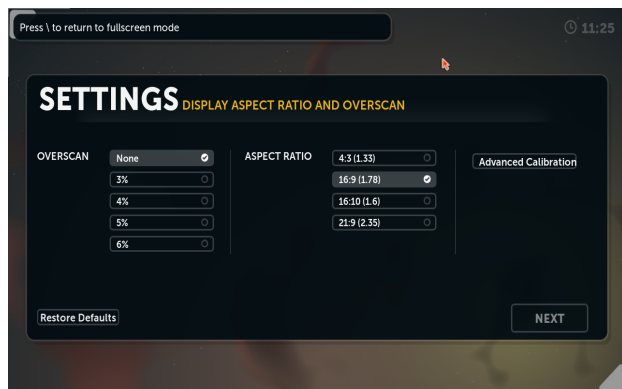 Press \ to return to fullscreen mode
11:25
SETTINGS DISPLAY ASPECT RATIO AND OVERSCAN
OVERSCAN
None
3%
4%
5%
6%
ASPECT RATIO
4:3 (1.33)
16:9 (1.78)
16:10 (1.6)
21:9 (2.35)
Advanced Calibration
Restore Defaults
NEXT